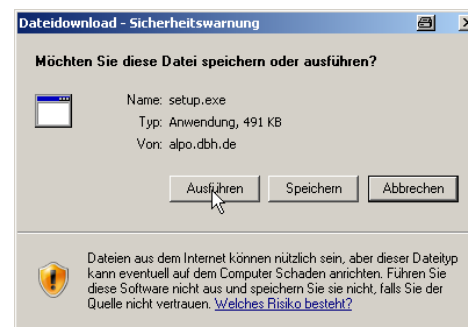 Dateidownload - Sicherheitswarnung
Möchten Sie diese Datei speichern oder ausführen?
Name: setup.exe
Typ: Anwendung, 491 KB
Von: alpo.dbh.de
Ausführen Speichern Abbrechen
Dateien aus dem Internet können nützlich sein, aber dieser Dateityp
kann eventuell auf dem Computer Schaden anrichten. Führen Sie
diese Software nicht aus und speichern Sie sie nicht, falls Sie der
Quelle nicht vertrauen. Welches Risiko besteht?